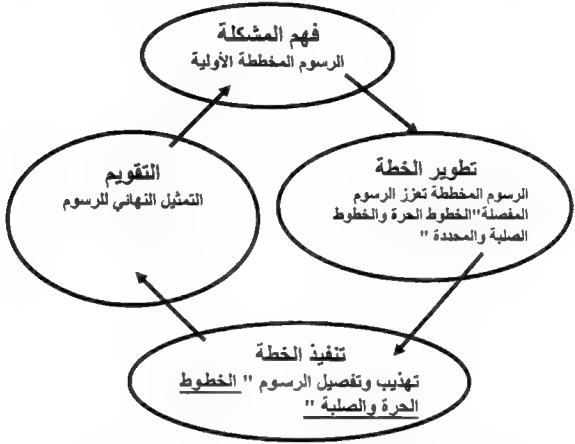 فهم المشكلة
الرسوم المخططة الأولية
تطوير الخطة
الرسوم المخططة تعزز الرسوم
المفصلة"الخطوط الحرة والخطوط
الصلبة والمحددة "
تنفيذ الخطة
تهذيب وتفصيل الرسوم " الخطوط
الحرة والصلبة "
التقويم
التمثيل النهائي للرسوم